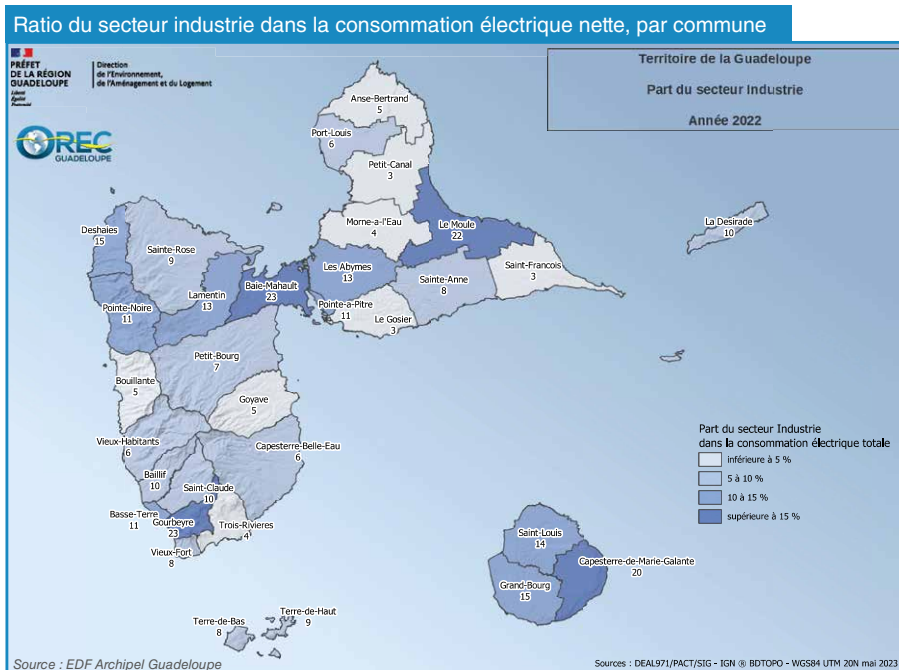 Ratio du secteur industrie dans la consommation électrique nette, par commune
PRÉFET
DE LA RÉGION
GUADELOUPE
Liberté
Égalité
Fraternité
Direction
de l'Environnement,
de l'Aménagement et du Logement
OREC
GUADELOUPE
Territoire de la Guadeloupe
Part du secteur Industrie
Année 2022
Anse-Bertrand
5
Port-Louis
6
Petit-Canal
3
Morne-a-l'Eau
4
Le Moule
22
La Desirade
10
Deshaies
15
Sainte-Rose
9
Les Abymes
13
Sainte-Anne
8
Saint-François
3
Lamentin
13
Baie-Mahault
23
Pointe-Noire
11
Pointe-a-Pitre
11
Le Gosier
3
Petit-Bourg
7
Bouillante
5
Goyave
5
Vieux-Habitants
6
Capesterre-Belle-Eau
6
Baillif
10
Saint-Claude
10
Basse-Terre
11
Gourbeyre
23
Trois-Rivieres
4
Vieux-Fort
8
Terre-de-Bas
8
Terre-de-Haut
9
Saint-Louis
14
Capesterre-de-Marie-Galante
20
Grand-Bourg
15
Part du secteur Industrie
dans la consommation électrique totale
inférieure à 5 %
5 à 10 %
10 à 15 %
supérieure à 15 %
Source : EDF Archipel Guadeloupe
Sources : DEAL971/PACT/SIG - IGN ® BDTOPO - WGS84 UTM 20N mai 2023